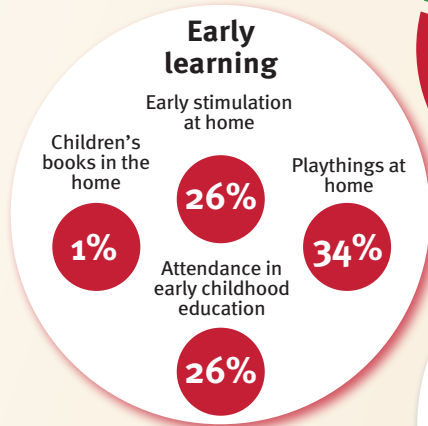 Early
learning
Early stimulation
at home
26%
Children's
books in the
home
1%
Playthings at
home
34%
Attendance in
early childhood
education
26%